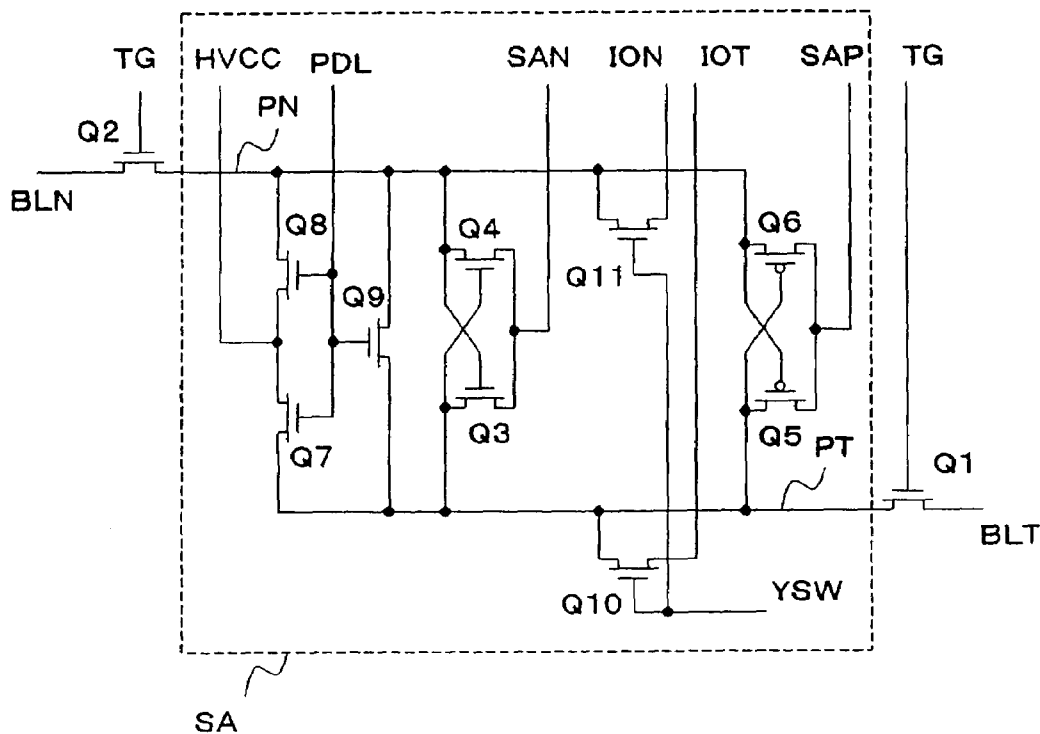 TG HVCC PDL SAN ION IOT SAP TG
PN
Q2
BLN
Q8 Q4 Q6
Q11
Q9
Q3 Q5
Q7
PT Q1
BLT
Q10 YSW
SA